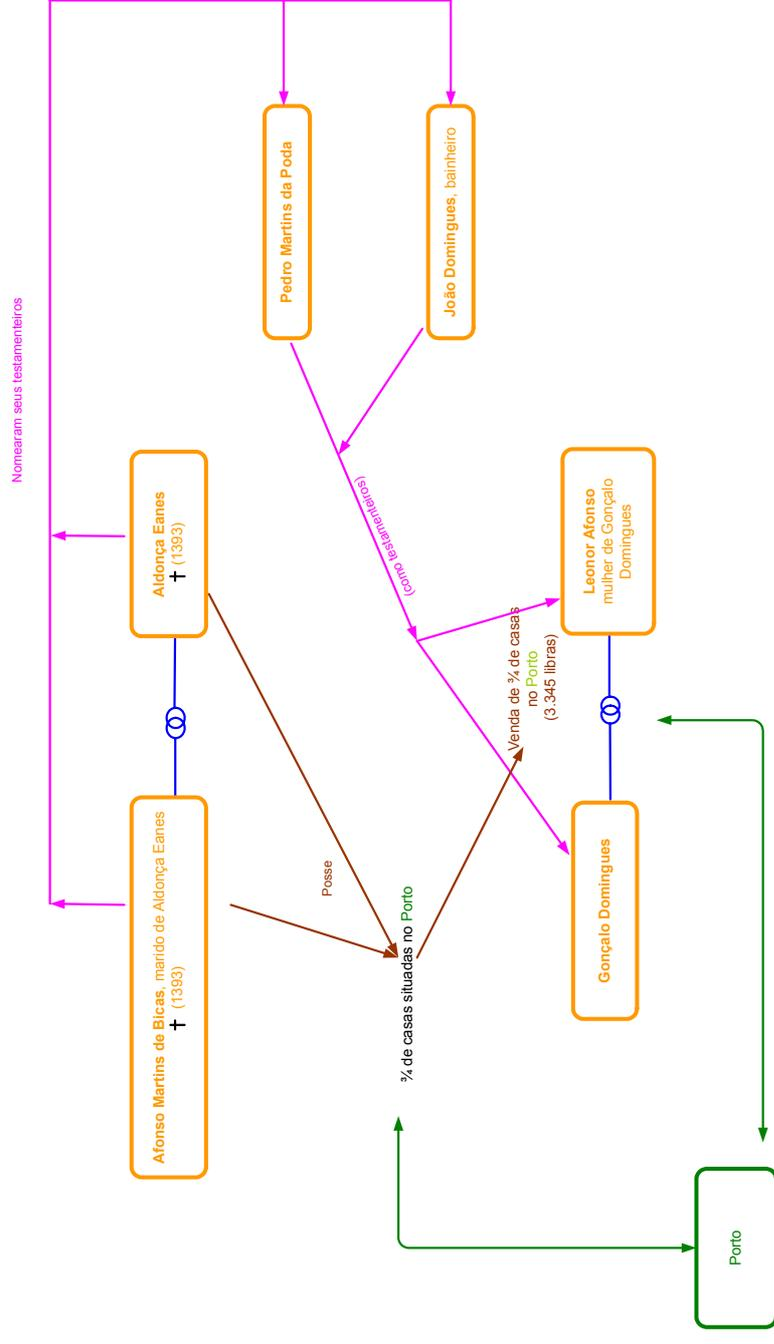 Nomearam seus testamenteiros
Afonso Martins de Bicas, marido de Aldonça Eanes
✝ (1393)
Aldonça Eanes
✝ (1393)
Pedro Martins da Poda
João Domingues, bainheiro
Posse
(como testamenteiros)
¾ de casas situadas no Porto
Venda de ¾ de casas
no Porto
(3.345 libras)
Gonçalo Domingues
Leonor Afonso
mulher de Gonçalo
Domingues
Porto